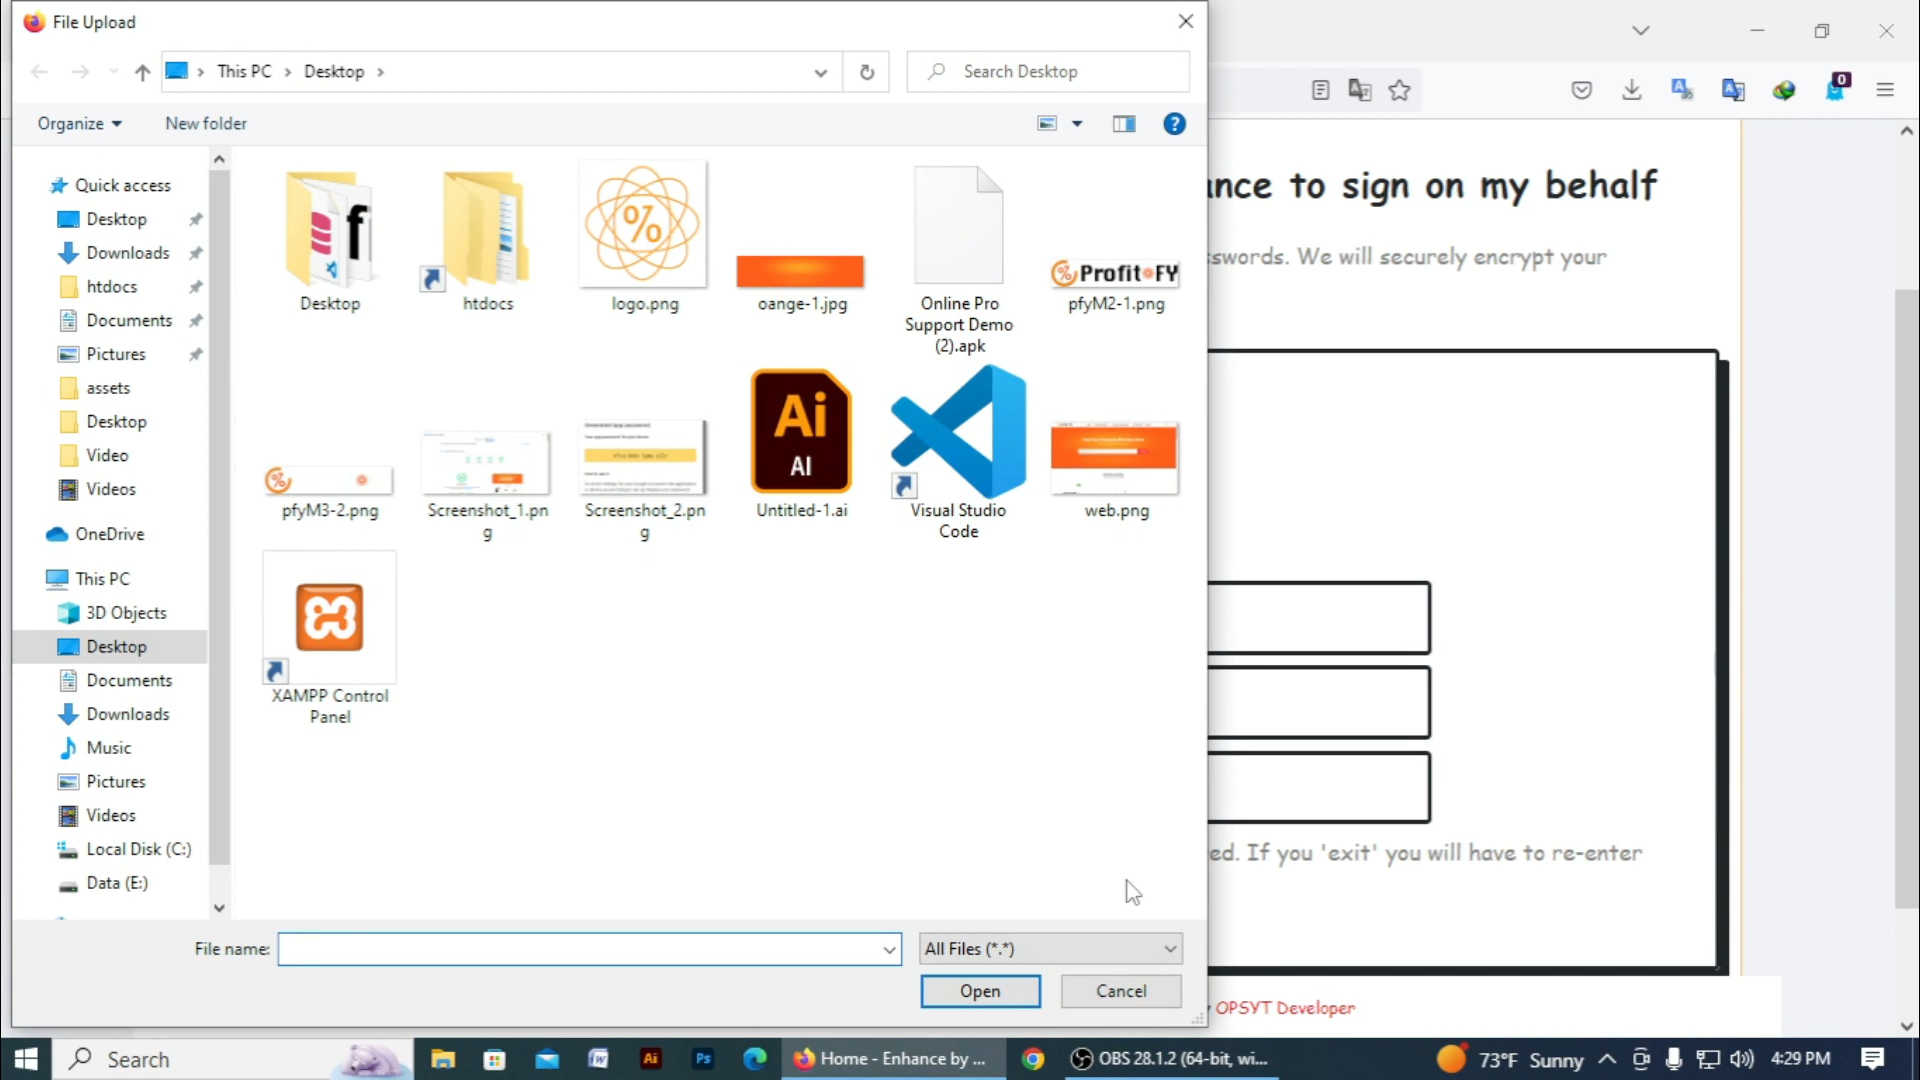 File Upload
This PC
Desktop
Search Desktop
Organize
New folder
Quick access
Desktop
Downloads
htdocs
Documents
Pictures
assets
Desktop
Video
Videos
OneDrive
This PC
3D Objects
Desktop
Documents
Downloads
Music
Pictures
Videos
Local Disk (C:)
Data (E:)
%
Profit FY
Desktop
htdocs
logo.png
oange-1.jpg
Online Pro
Support Demo
(2).apk
pfyM2-1.png
Ai
AI
pfyM3-2.png
Screenshot_1.pn
g
Screenshot_2.pn
g
Untitled-1.ai
Visual Studio
Code
web.png
XAMPP Control
Panel
File name:
All Files (*.*)
Open
Cancel
0
nce to sign on my behalf
swords. We will securely encrypt your
ed. If you 'exit' you will have to re-enter
OPSYT Developer
Search
Ai
Ps
Home - Enhance by ...
OBS 28.1.2 (64-bit, wi...
73°F Sunny
4:29 PM